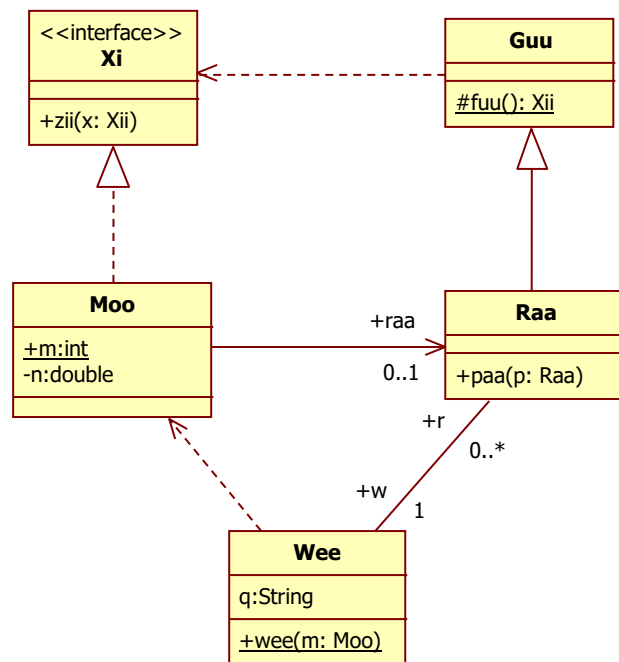 <<interface>>
Xi
+zii(x: Xii)
Guu
#fuu(): Xii
Moo
+m:int
-n:double
+raa
0..1
Raa
+paa(p: Raa)
+r
0..*
+w
1
Wee
q:String
+wee(m: Moo)